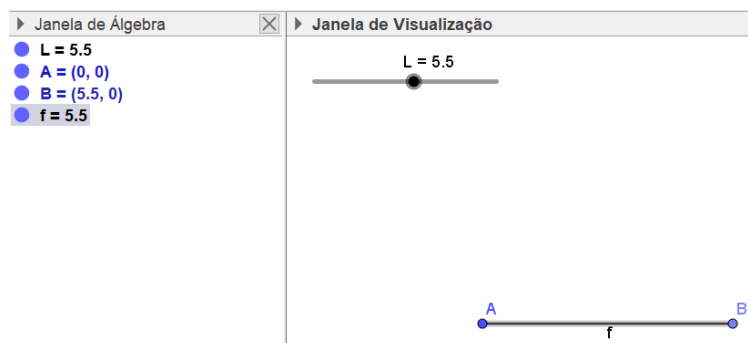 Janela de Álgebra
L = 5.5
A = (0, 0)
B = (5.5, 0)
f = 5.5
Janela de Visualização
L = 5.5
A
B
f